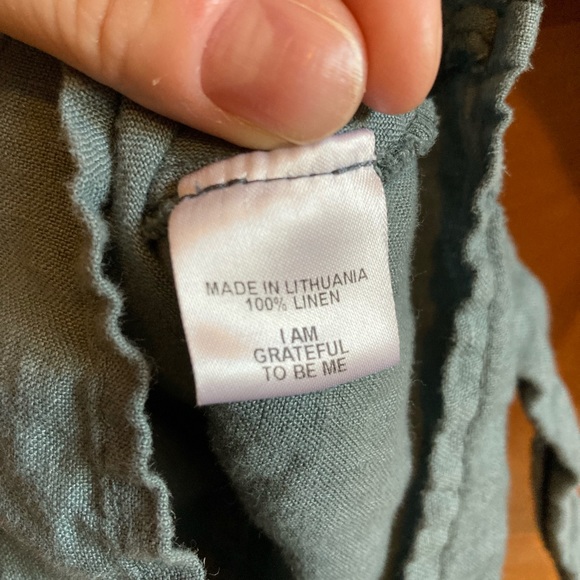 MADE IN LITHUANIA
100% LINEN
I AM
GRATEFUL
TO BE ME